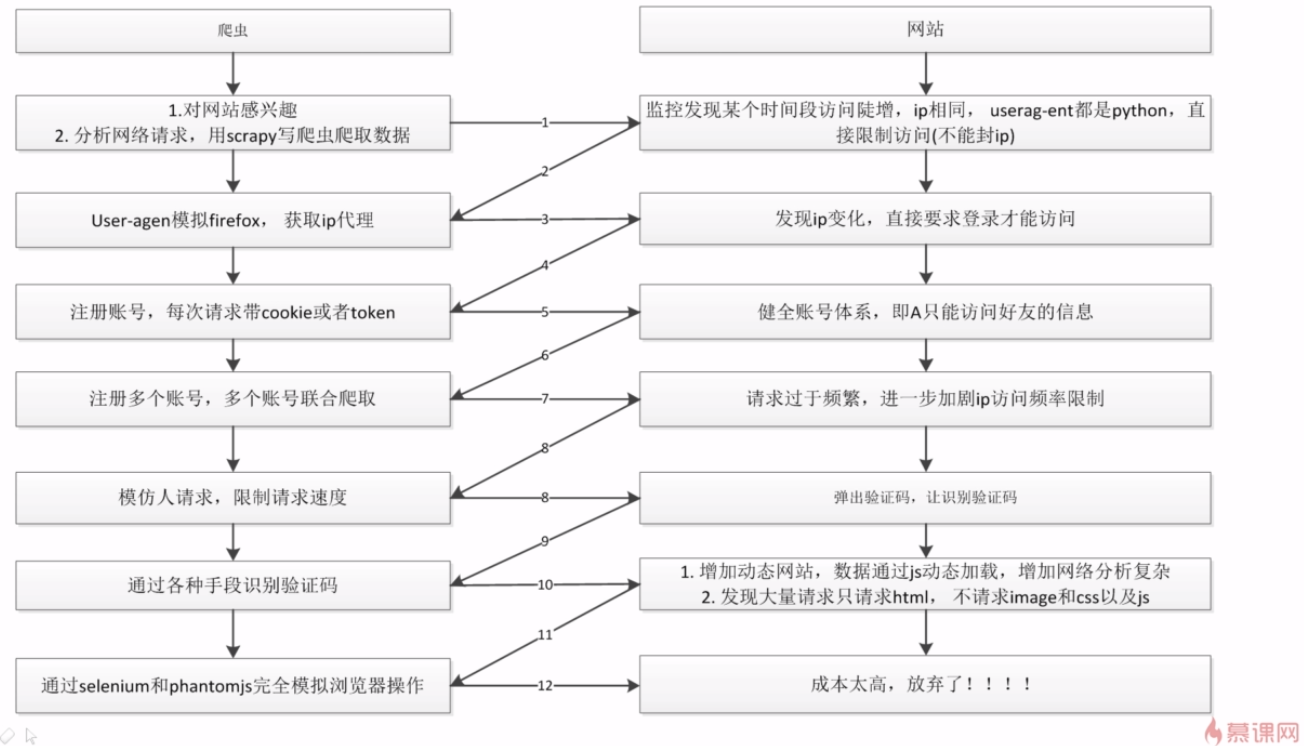 爬虫
网站
1.对网站感兴趣
2. 分析网络请求，用scrapy写爬虫爬取数据
1
监控发现某个时间段访问陡增，ip相同， userag-ent都是python，直
接限制访问(不能封ip)
2
User-agen模拟firefox， 获取ip代理
3
发现ip变化，直接要求登录才能访问
4
注册账号，每次请求带cookie或者token
5
健全账号体系，即A只能访问好友的信息
6
注册多个账号，多个账号联合爬取
7
请求过于频繁，进一步加剧ip访问频率限制
8
模仿人请求，限制请求速度
8
弹出验证码，让识别验证码
9
通过各种手段识别验证码
10
1. 增加动态网站，数据通过js动态加载，增加网络分析复杂
2. 发现大量请求只请求html， 不请求image和css以及js
11
通过selenium和phantomjs完全模拟浏览器操作
12
成本太高，放弃了！！！！
慕课网